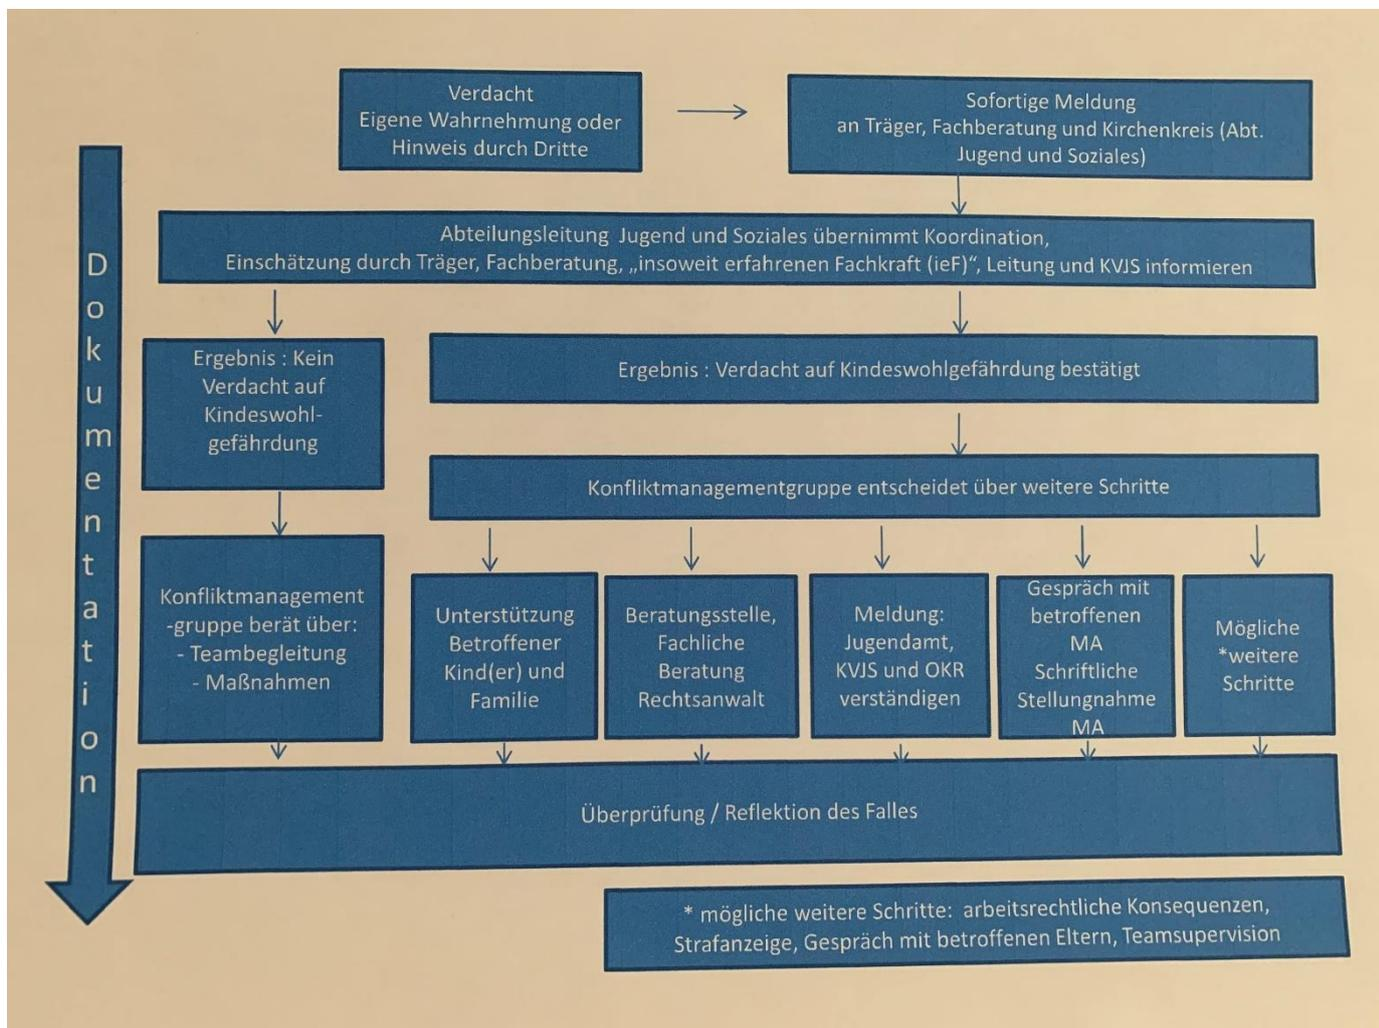 Verdacht
Eigene Wahrnehmung oder
Hinweis durch Dritte
Sofortige Meldung
an Träger, Fachberatung und Kirchenkreis (Abt.
Jugend und Soziales)
Dokumentation
Abteilungsleitung Jugend und Soziales übernimmt Koordination,
Einschätzung durch Träger, Fachberatung, „insoweit erfahrenen Fachkraft (ieF)“, Leitung und KVJS informieren
Ergebnis : Kein
Verdacht auf
Kindeswohl-
gefährdung
Ergebnis : Verdacht auf Kindeswohlgefährdung bestätigt
Konfliktmanagementgruppe entscheidet über weitere Schritte
Konfliktmanagement
-gruppe berät über:
- Teambegleitung
- Maßnahmen
Unterstützung
Betroffener
Kind(er) und
Familie
Beratungsstelle,
Fachliche
Beratung
Rechtsanwalt
Meldung:
Jugendamt,
KVJS und OKR
verständigen
Gespräch mit
betroffenen
MA
Schriftliche
Stellungnahme
MA
Mögliche
*weitere
Schritte
Überprüfung / Reflektion des Falles
* mögliche weitere Schritte: arbeitsrechtliche Konsequenzen,
Strafanzeige, Gespräch mit betroffenen Eltern, Teamsupervision